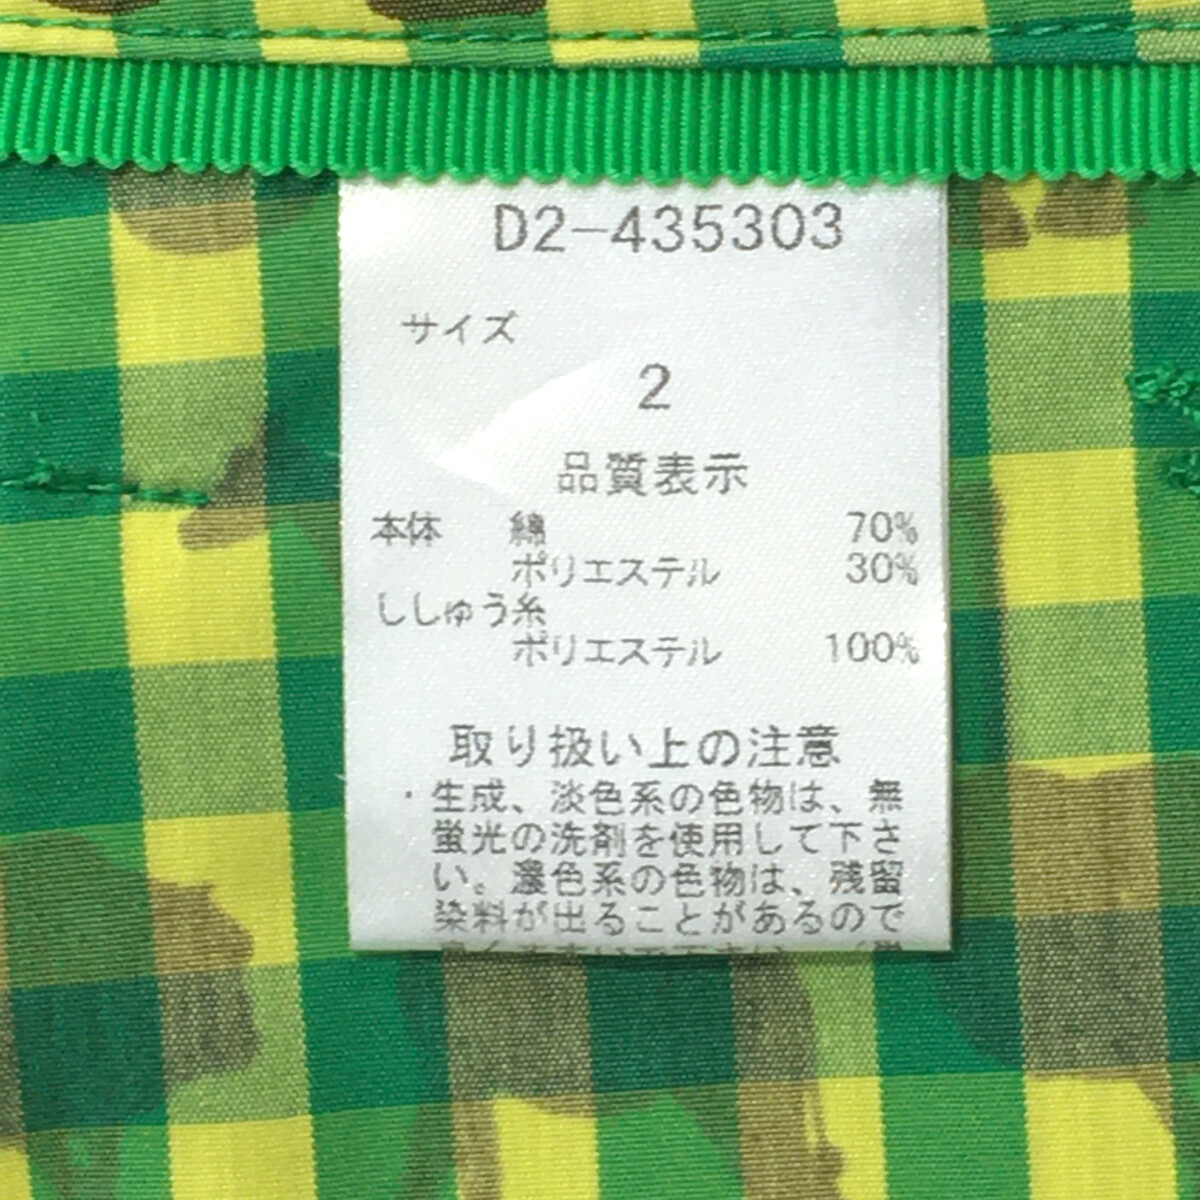 D2-435303
サイズ
2
品質表示
本体 綿 70%
ポリエステル 30%
ししゅう糸
ポリエステル 100%
取り扱い上の注意
・生成、淡色系の色物は、無
蛍光の洗剤を使用して下さ
い。濃色系の色物は、残留
染料が出ることがあるので